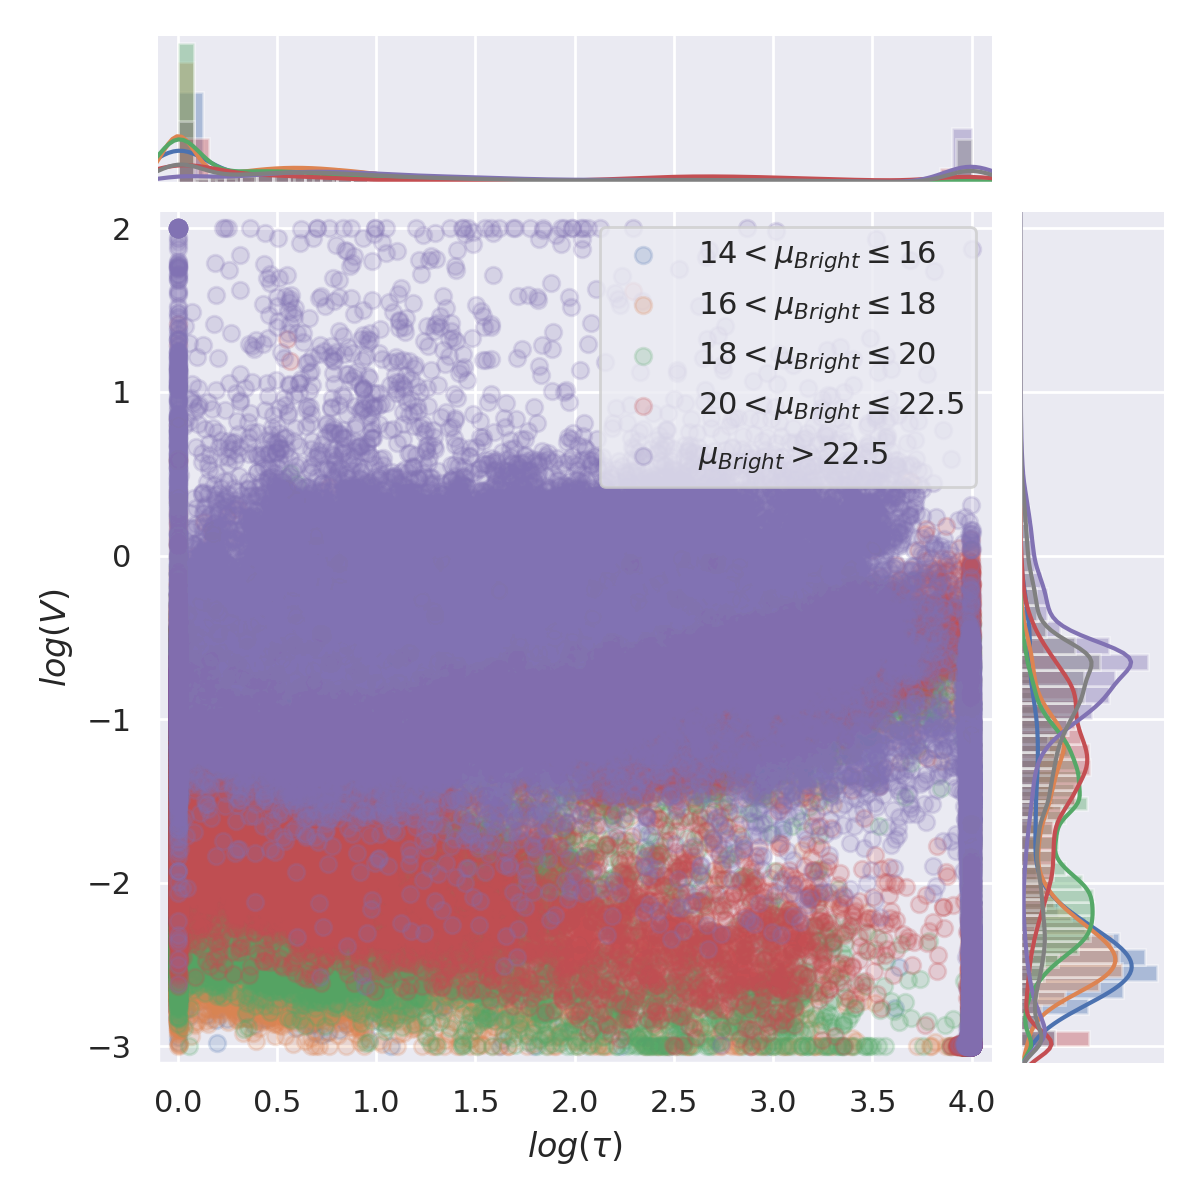 2
1
0
−1
−2
−3
log(V)
14 < μ_Bright ≤ 16
16 < μ_Bright ≤ 18
18 < μ_Bright ≤ 20
20 < μ_Bright ≤ 22.5
μ_Bright > 22.5
0.0 0.5 1.0 1.5 2.0 2.5 3.0 3.5 4.0
log(τ)